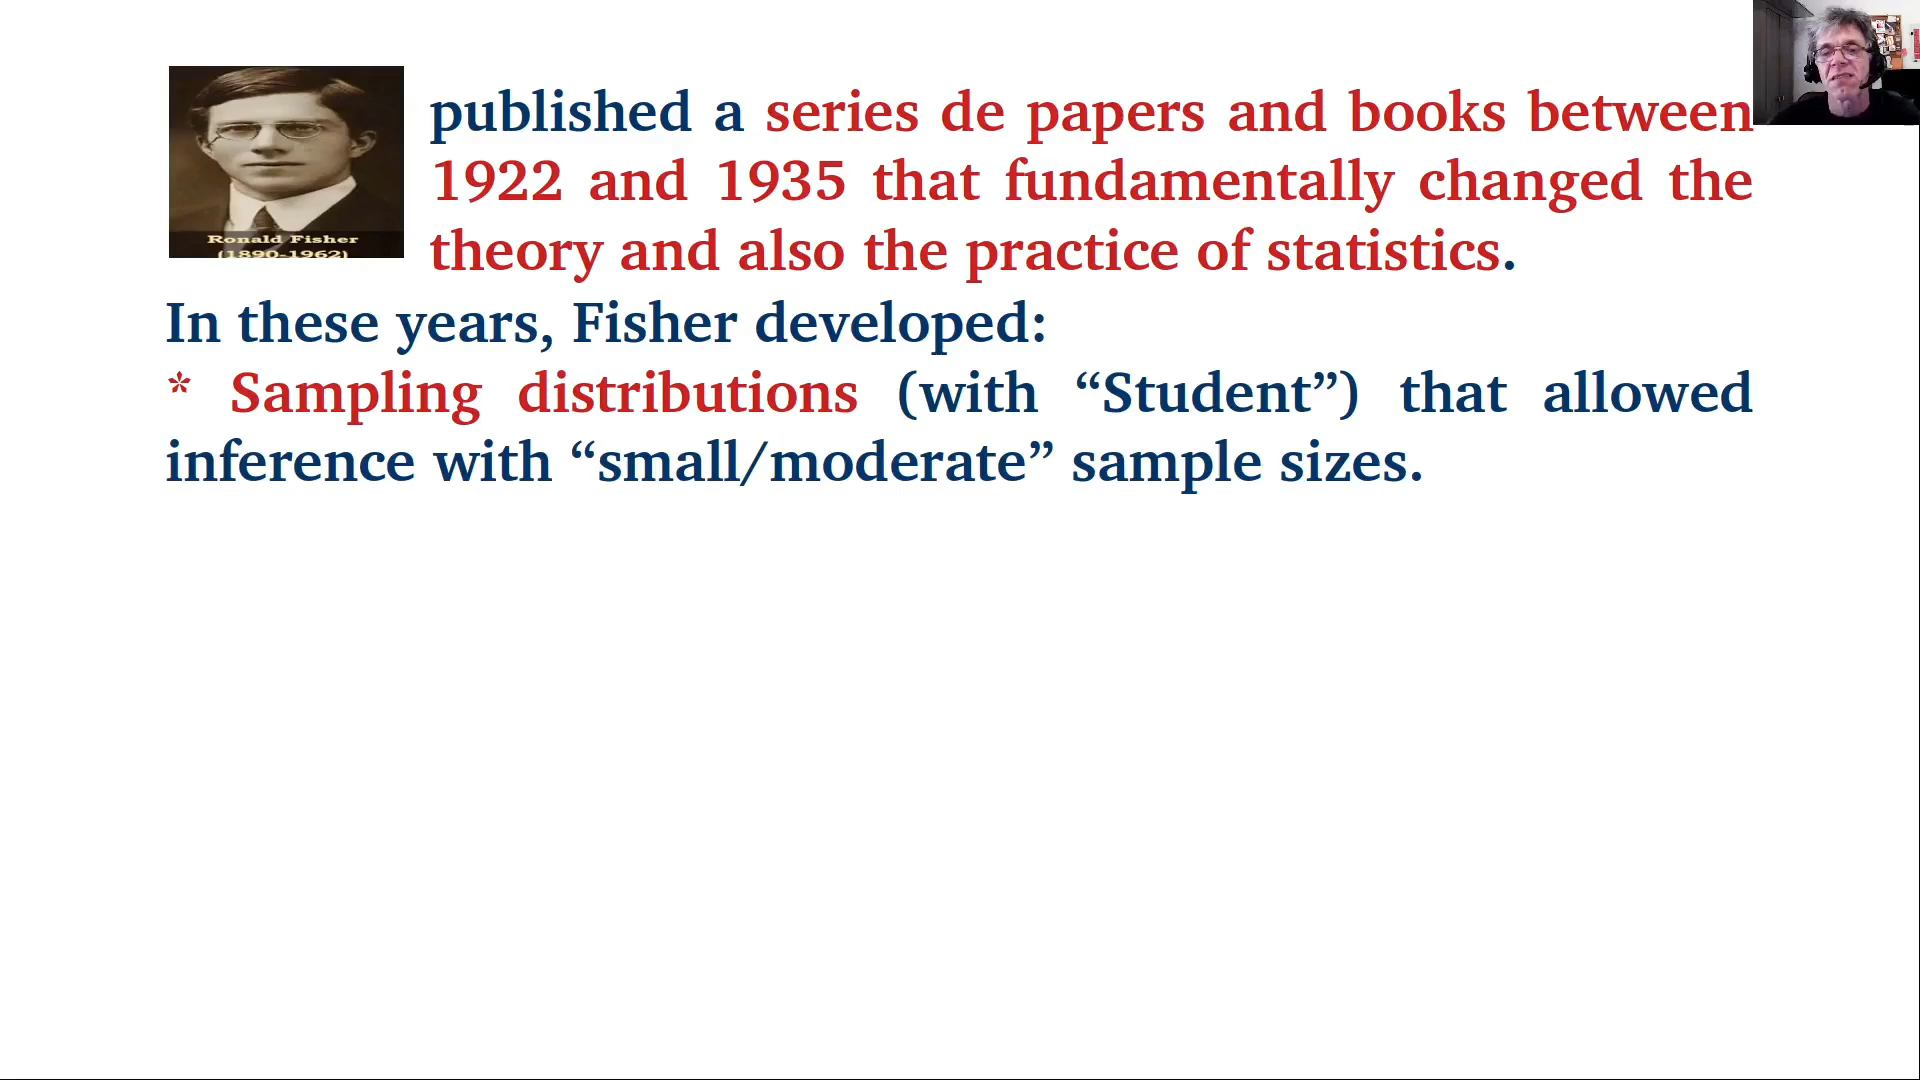 published a series de papers and books between
1922 and 1935 that fundamentally changed the
theory and also the practice of statistics.
Ronald Fisher
(1890-1962)
In these years, Fisher developed:
* Sampling distributions (with “Student”) that allowed
inference with “small/moderate” sample sizes.